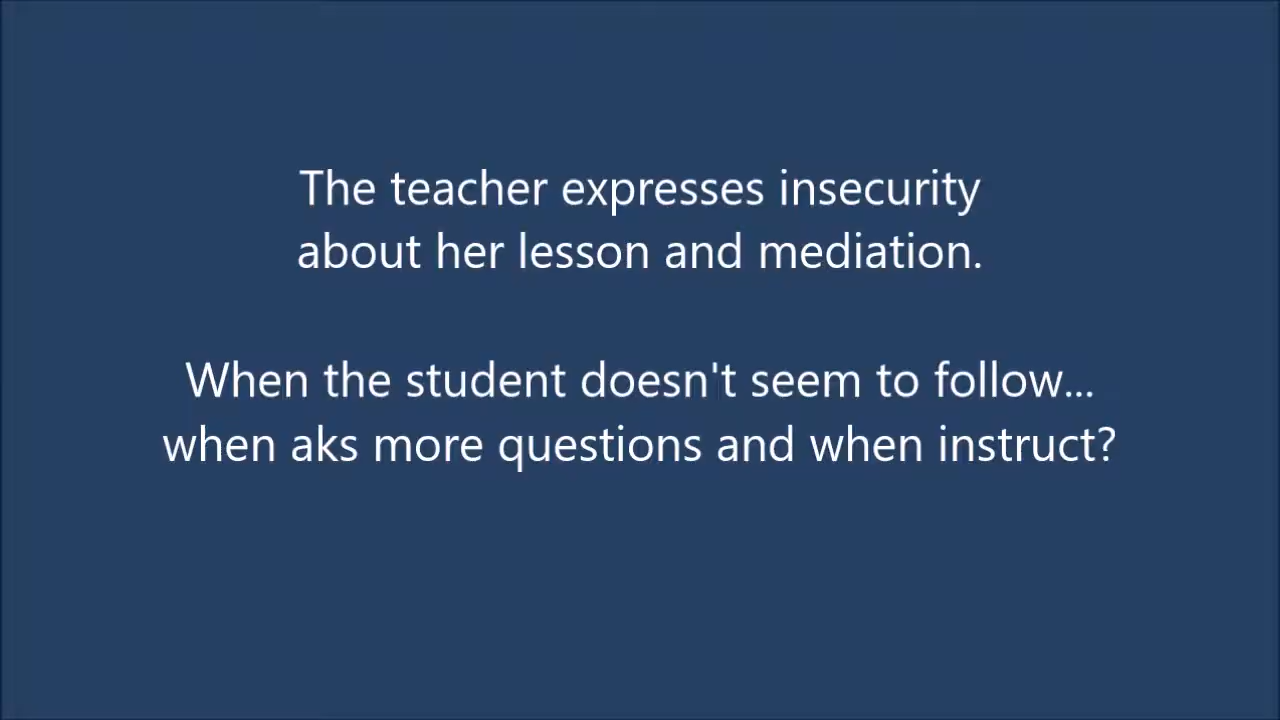 The teacher expresses insecurity
about her lesson and mediation.
When the student doesn't seem to follow...
when aks more questions and when instruct?